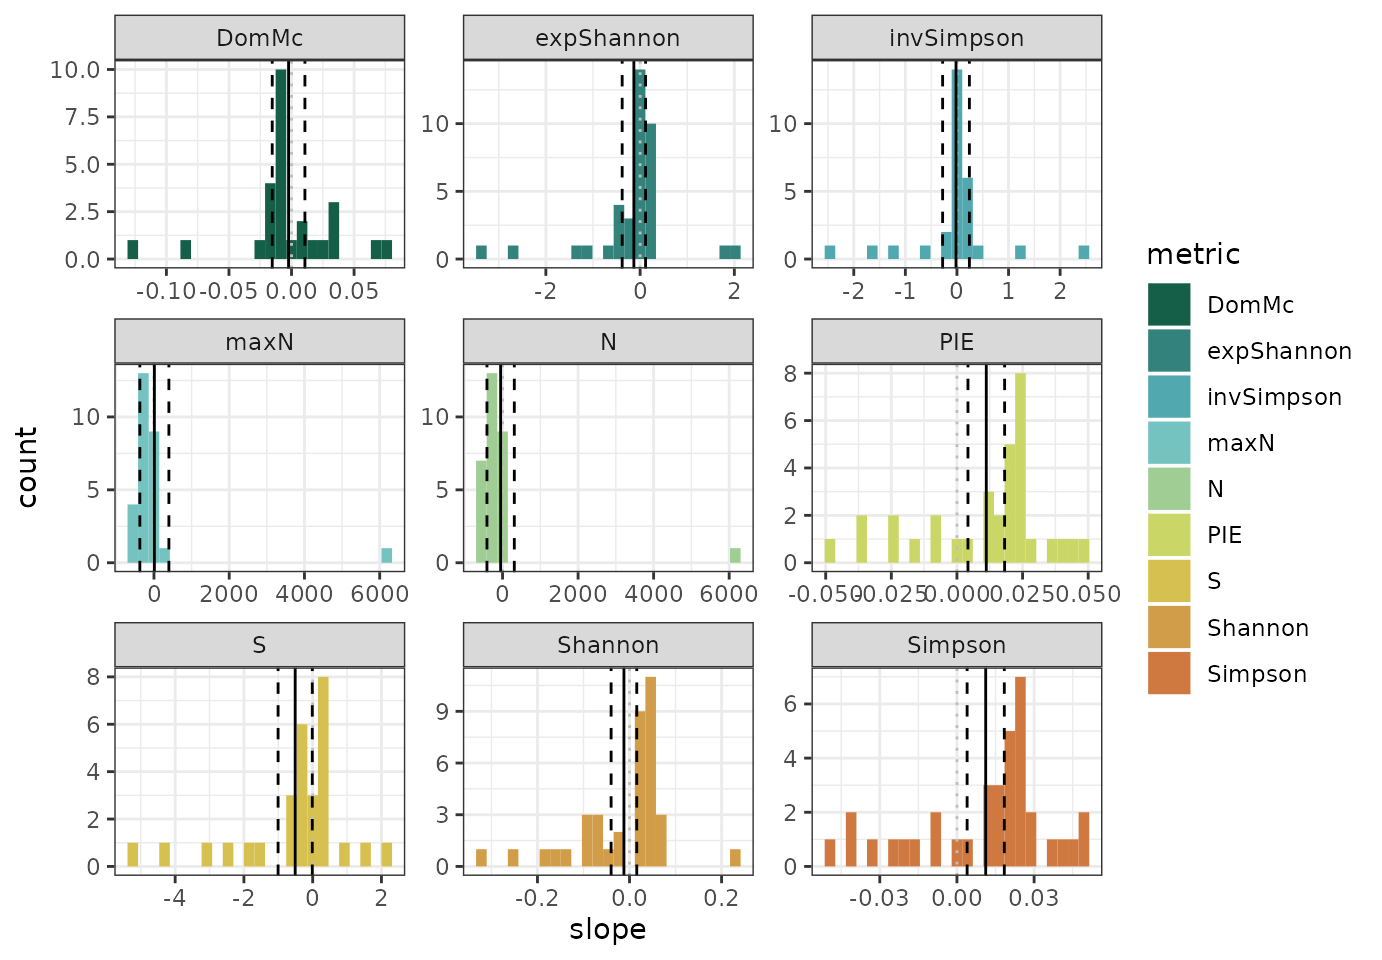 DomMc expShannon invSimpson
10.0
7.5
5.0
2.5
0.0
10
5
0
10
5
0
-0.10 -0.05 0.00 0.05
-2 0 2
-2 -1 0 1 2
maxN N PIE
10
5
0
10
5
0
8
6
4
2
0
0 2000 4000 6000
0 2000 4000 6000
-0.050 -0.025 0.000 0.025 0.050
S Shannon Simpson
8
6
4
2
0
9
6
3
0
6
4
2
0
-4 -2 0 2
-0.2 0.0 0.2
-0.03 0.00 0.03
slope
count
metric
DomMc
expShannon
invSimpson
maxN
N
PIE
S
Shannon
Simpson